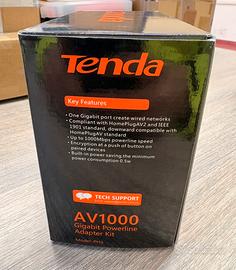 Tenda
Key Features
• One Gigabit port create wired networks
• Compliant with HomePlugAV2 and IEEE
1901 standard, downward compatible with
HomePlugAV standard
• Up to 1000Mbps powerline speed
• Encryption at a push of button on
paired devices
• Built-in power saving,the minimum
power consumption 0.5w
TECH SUPPORT
AV1000
Gigabit Powerline
Adapter Kit
Model: